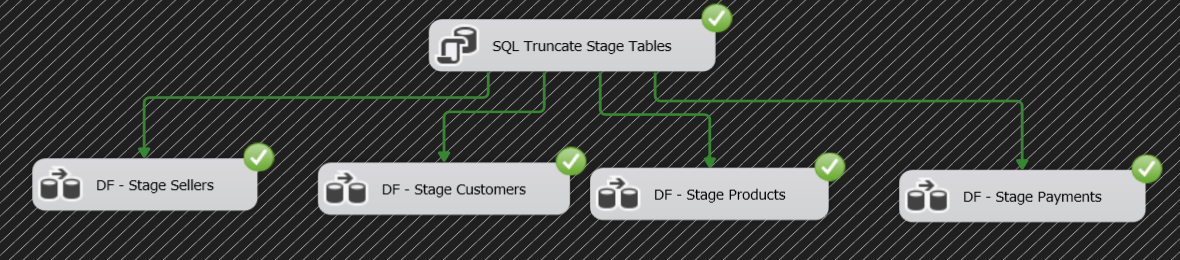 SQL Truncate Stage Tables
DF - Stage Sellers
DF - Stage Customers
DF - Stage Products
DF - Stage Payments